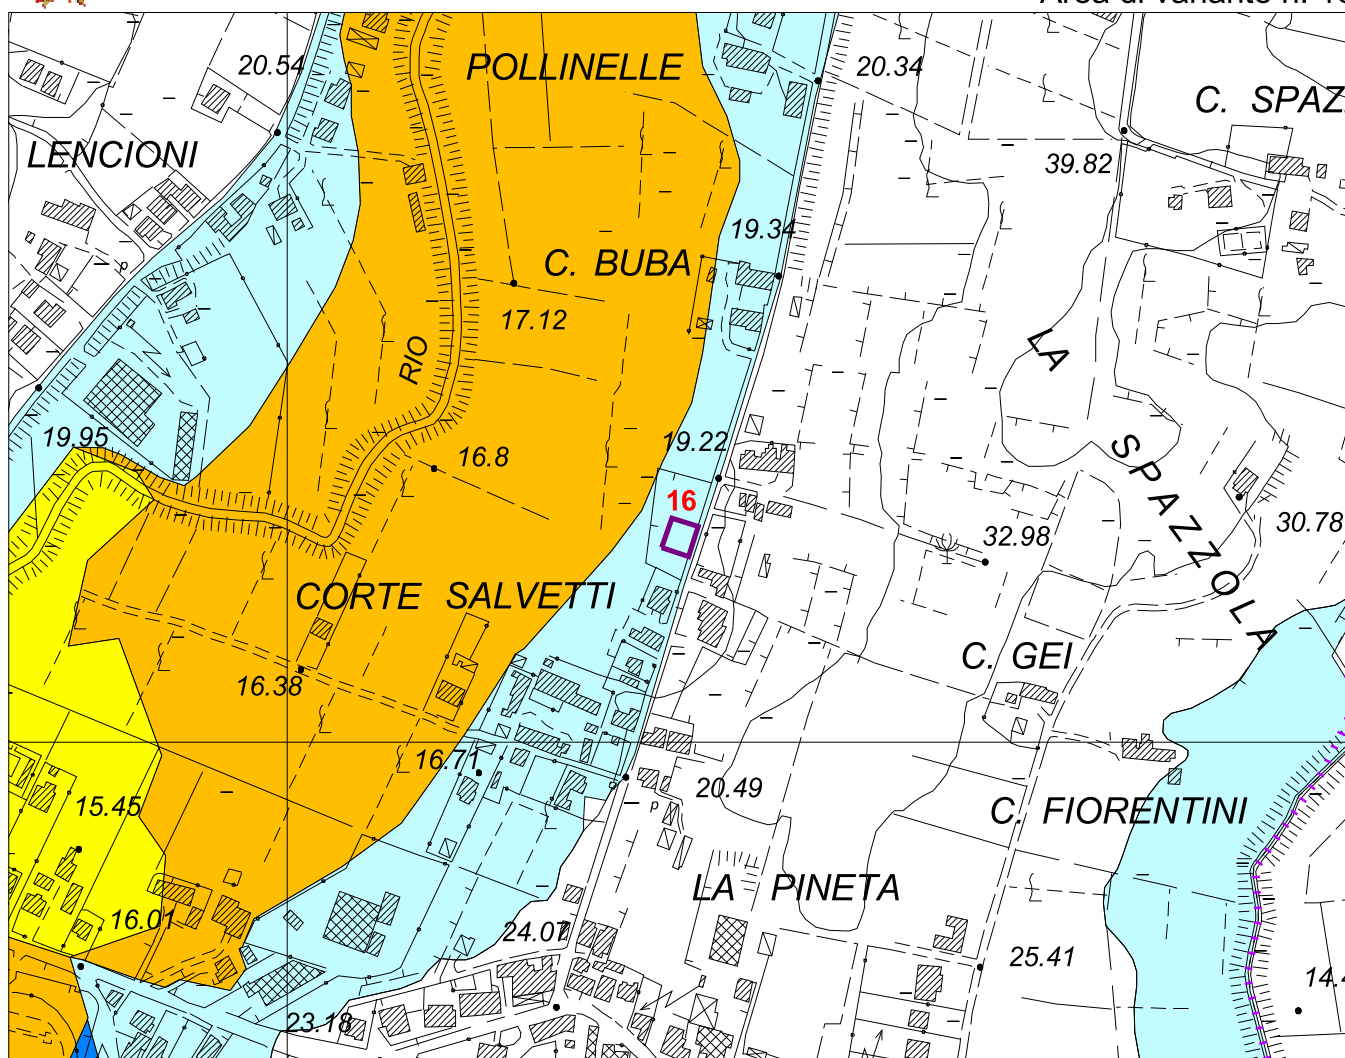 20.54
POLLINELLE
20.34
C. SPAZ
LENCIONI
39.82
19.34
C. BUBA
17.12
LA
RIO
19.95
19.22
16.8
SPAZZOLA
16
30.78
32.98
CORTE SALVETTI
C. GEI
16.38
16.71
20.49
15.45
C. FIORENTINI
LA PINETA
16.01
24.07
25.41
14.4
23.18